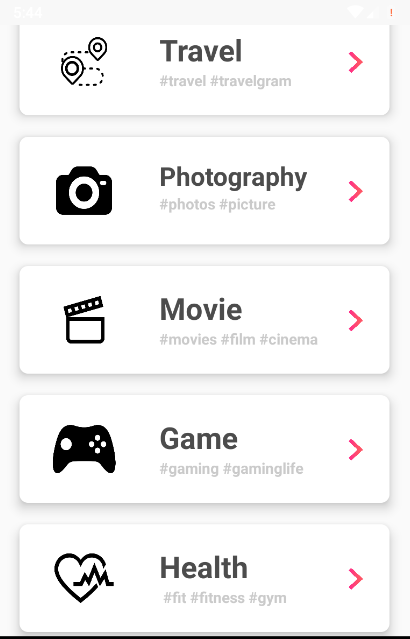 5:44
Travel
#travel #travelgram
Photography
#photos #picture
Movie
#movies #film #cinema
Game
#gaming #gaminglife
Health
#fit #fitness #gym